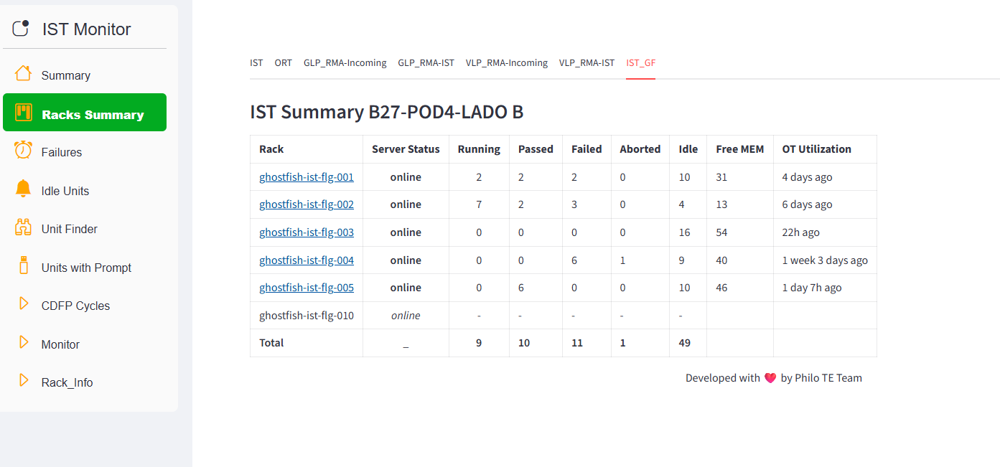 IST Monitor
Summary
Racks Summary
Failures
Idle Units
Unit Finder
Units with Prompt
CDFP Cycles
Monitor
Rack_Info
IST ORT GLP_RMA-Incoming GLP_RMA-IST VLP_RMA-Incoming VLP_RMA-IST IST_GF
IST Summary B27-POD4-LADO B
Rack Server Status Running Passed Failed Aborted Idle Free MEM OT Utilization
ghostfish-ist-flg-001 online 2 2 2 0 10 31 4 days ago
ghostfish-ist-flg-002 online 7 2 3 0 4 13 6 days ago
ghostfish-ist-flg-003 online 0 0 0 0 16 54 22h ago
ghostfish-ist-flg-004 online 0 0 6 1 9 40 1 week 3 days ago
ghostfish-ist-flg-005 online 0 6 0 0 10 46 1 day 7h ago
ghostfish-ist-flg-010 online - - - - -
Total _ 9 10 11 1 49
Developed with ❤️ by Philo TE Team